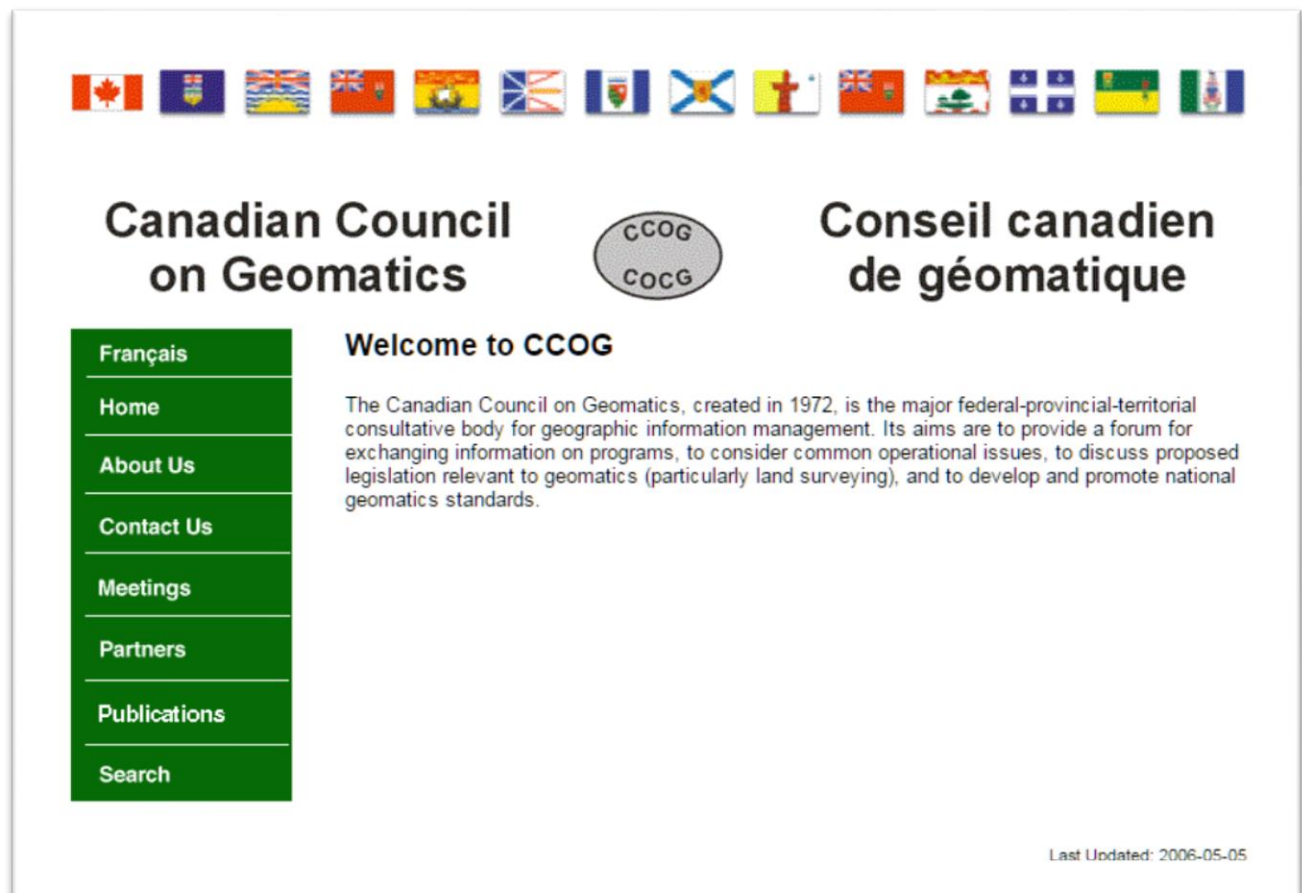 Canadian Council
on Geomatics
CCOG
COCG
Conseil canadien
de géomatique
Français
Home
About Us
Contact Us
Meetings
Partners
Publications
Search
Welcome to CCOG
The Canadian Council on Geomatics, created in 1972, is the major federal-provincial-territorial
consultative body for geographic information management. Its aims are to provide a forum for
exchanging information on programs, to consider common operational issues, to discuss proposed
legislation relevant to geomatics (particularly land surveying), and to develop and promote national
geomatics standards.
Last Updated: 2006-05-05